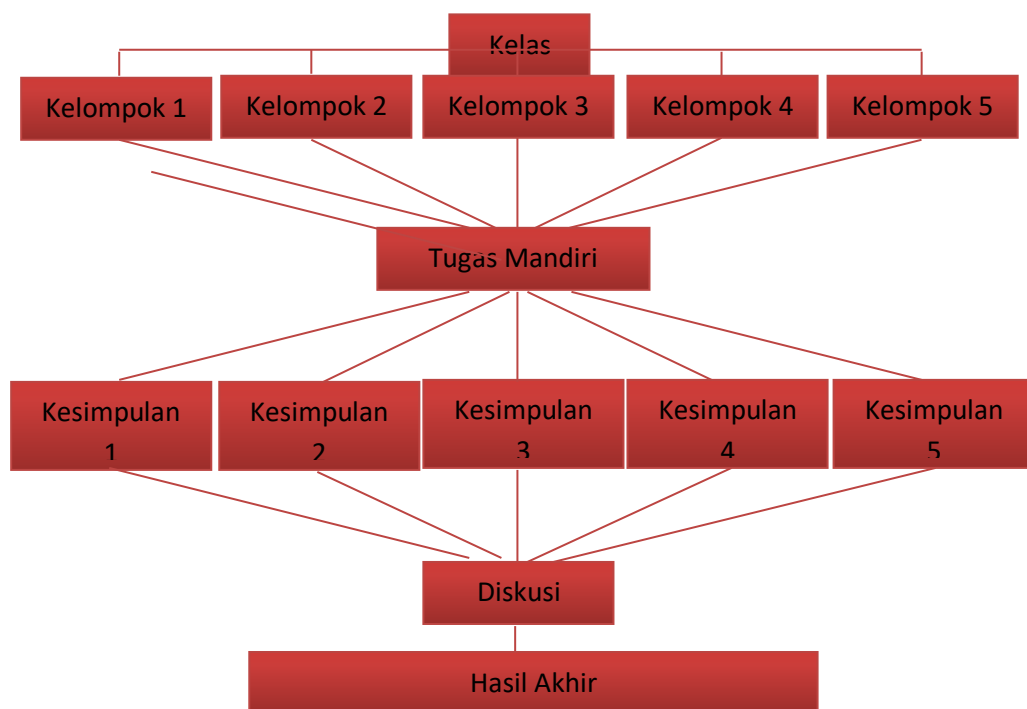 Kelas
Kelompok 1
Kelompok 2
Kelompok 3
Kelompok 4
Kelompok 5
Tugas Mandiri
Kesimpulan
1
Kesimpulan
2
Kesimpulan
3
Kesimpulan
4
Kesimpulan
5
Diskusi
Hasil Akhir